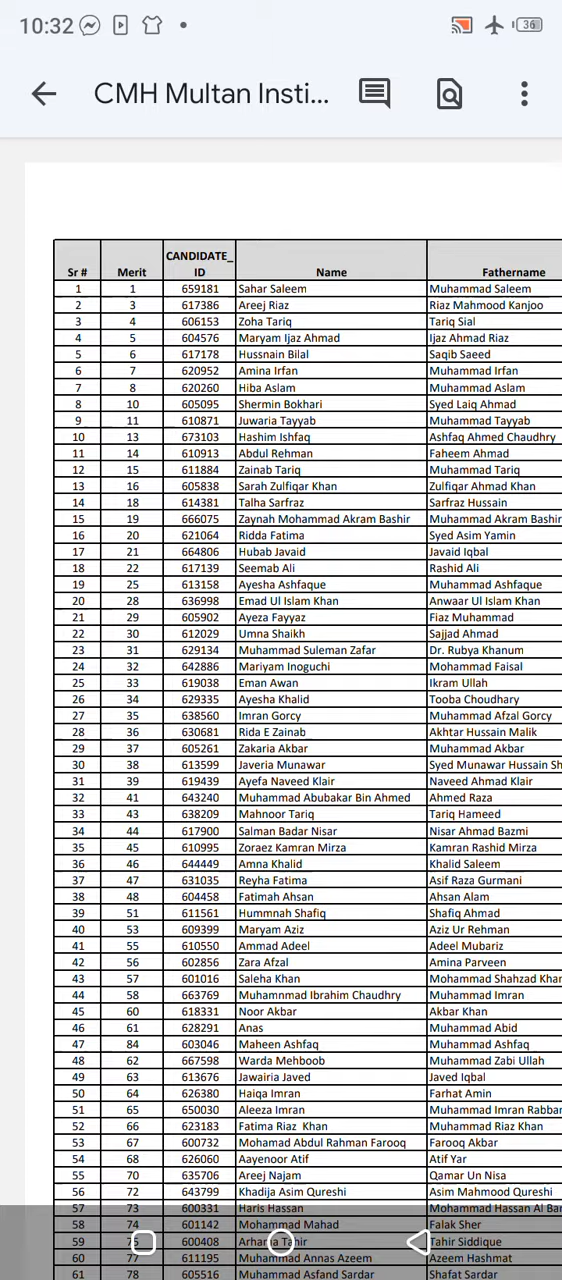 10:32
36
CMH Multan Insti...
Sr # Merit CANDIDATE_ID Name Fathername
1 1 659181 Sahar Saleem Muhammad Saleem
2 3 617386 Areej Riaz Riaz Mahmood Kanjoo
3 4 606153 Zoha Tariq Tariq Sial
4 5 604576 Maryam Ijaz Ahmad Ijaz Ahmad Riaz
5 6 617178 Hussnain Bilal Saqib Saeed
6 7 620952 Amina Irfan Muhammad Irfan
7 8 620260 Hiba Aslam Muhammad Aslam
8 10 605095 Shermin Bokhari Syed Laiq Ahmad
9 11 610871 Juwaria Tayyab Muhammad Tayyab
10 13 673103 Hashim Ishfaq Ashfaq Ahmed Chaudhry
11 14 610913 Abdul Rehman Faheem Ahmad
12 15 611884 Zainab Tariq Muhammad Tariq
13 16 605838 Sarah Zulfiqar Khan Zulfiqar Ahmad Khan
14 18 614381 Talha Sarfraz Sarfraz Hussain
15 19 666075 Zaynah Mohammad Akram Bashir Muhammad Akram Bashir
16 20 621064 Ridda Fatima Syed Asim Yamin
17 21 664806 Hubab Javaid Javaid Iqbal
18 22 617139 Seemab Ali Rashid Ali
19 25 613158 Ayesha Ashfaque Muhammad Ashfaque
20 28 636998 Emad Ul Islam Khan Anwaar Ul Islam Khan
21 29 605902 Ayeza Fayyaz Fiaz Muhammad
22 30 612029 Umna Shaikh Sajjad Ahmad
23 31 629134 Muhammad Suleman Zafar Dr. Rubya Khanum
24 32 642886 Mariyam Inoguchi Mohammad Faisal
25 33 619038 Eman Awan Ikram Ullah
26 34 629335 Ayesha Khalid Tooba Choudhary
27 35 638560 Imran Gorcy Muhammad Afzal Gorcy
28 36 630681 Rida E Zainab Akhtar Hussain Malik
29 37 605261 Zakaria Akbar Muhammad Akbar
30 38 613599 Javeria Munawar Syed Munawar Hussain Sh
31 39 619439 Ayefa Naveed Klair Naveed Ahmad Klair
32 41 643240 Muhammad Abubakar Bin Ahmed Ahmed Raza
33 43 638209 Mahnoor Tariq Tariq Hameed
34 44 617900 Salman Badar Nisar Nisar Ahmad Bazmi
35 45 610995 Zoraez Kamran Mirza Kamran Rashid Mirza
36 46 644449 Amna Khalid Khalid Saleem
37 47 631035 Reyha Fatima Asif Raza Gurmani
38 48 604458 Fatimah Ahsan Ahsan Alam
39 51 611561 Hummnah Shafiq Shafiq Ahmad
40 53 609399 Maryam Aziz Aziz Ur Rehman
41 55 610550 Ammad Adeel Adeel Mubariz
42 56 602856 Zara Afzal Amina Parveen
43 57 601016 Saleha Khan Mohammad Shahzad Khan
44 58 663769 Muhamnmad Ibrahim Chaudhry Muhammad Imran
45 60 618331 Noor Akbar Akbar Khan
46 61 628291 Anas Muhammad Abid
47 84 603046 Maheen Ashfaq Muhammad Ashfaq
48 62 667598 Warda Mehboob Muhammad Zabi Ullah
49 63 613676 Jawairia Javed Javed Iqbal
50 64 626380 Haiqa Imran Farhat Amin
51 65 650030 Aleeza Imran Muhammad Imran Rabban
52 66 623183 Fatima Riaz Khan Muhammad Riaz Khan
53 67 600732 Mohamad Abdul Rahman Farooq Farooq Akbar
54 68 626060 Aayenoor Atif Atif Yar
55 70 635706 Areej Najam Qamar Un Nisa
56 72 643799 Khadija Asim Qureshi Asim Mahmood Qureshi
57 73 600331 Haris Hassan Mohammad Hassan Al Ban
58 74 601142 Mohammad Mahad Falak Sher
59 75 600408 Arhama Tahir Tahir Siddique
60 77 611195 Muhammad Annas Azeem Azeem Hashmat
61 78 605516 Muhammad Asfand Sardar Shafat Sardar